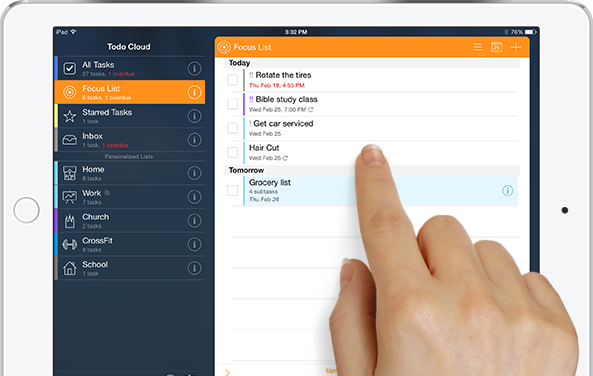 iPad
3:32 PM
76%
Todo Cloud
All Tasks
27 tasks, 1 overdue
Focus List
8 tasks, 1 overdue
Starred Tasks
1 task
Inbox
1 task, 1 overdue
Personalized Lists
Home
8 tasks
Work
7 tasks
Church
2 tasks
CrossFit
8 tasks
School
1 task
Focus List
25
Today
!! Rotate the tires
Thu Feb 19, 4:55 PM
!! Bible study class
Wed Feb 25, 7:00 PM
! Get car serviced
Wed Feb 25
Hair Cut
Wed Feb 25
Tomorrow
Grocery list
4 subtasks
Thu Feb 26